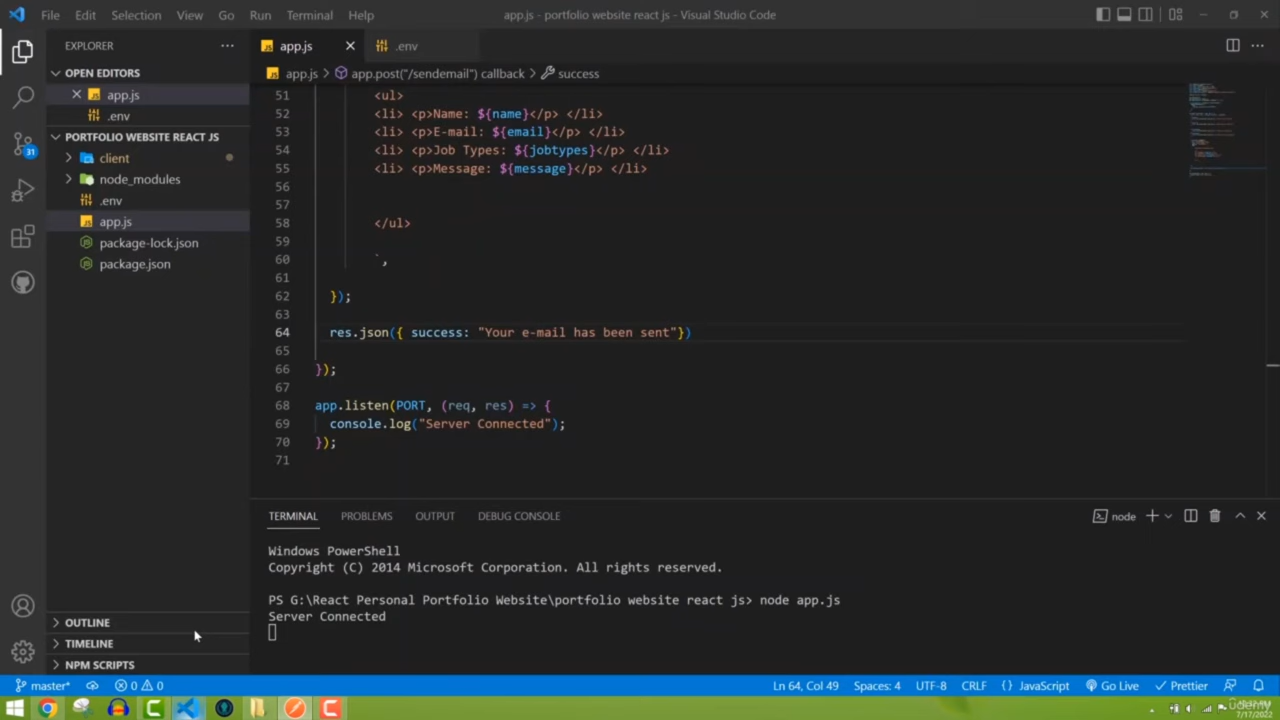 File Edit Selection View Go Run Terminal Help
app.js - portfolio website react js - Visual Studio Code
EXPLORER
OPEN EDITORS
app.js
.env
PORTFOLIO WEBSITE REACT JS
client
node_modules
.env
app.js
package-lock.json
package.json
OUTLINE
TIMELINE
NPM SCRIPTS
31
app.js .env
app.js > app.post("/sendemail") callback > success
51 <ul>
52 <li> <p>Name: ${name}</p> </li>
53 <li> <p>E-mail: ${email}</p> </li>
54 <li> <p>Job Types: ${jobtypes}</p> </li>
55 <li> <p>Message: ${message}</p> </li>
56
57
58 </ul>
59
60 `,
61
62 });
63
64 res.json({ success: "Your e-mail has been sent"})
65
66 });
67
68 app.listen(PORT, (req, res) => {
69 console.log("Server Connected");
70 });
71
TERMINAL PROBLEMS OUTPUT DEBUG CONSOLE
node
Windows PowerShell
Copyright (C) 2014 Microsoft Corporation. All rights reserved.
PS G:\React Personal Portfolio Website\portfolio website react js> node app.js
Server Connected
master* 0 0
Ln 64, Col 49 Spaces: 4 UTF-8 CRLF {} JavaScript Go Live Prettier
udemy
7/17/2022